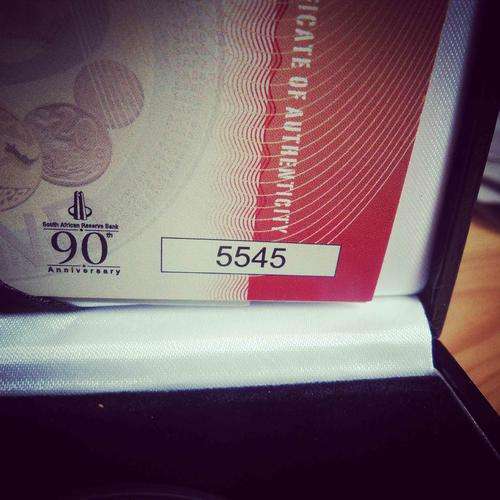 ICATE OF AUTHENTICITY
South African Reserve Bank
90th
Anniversary
5545